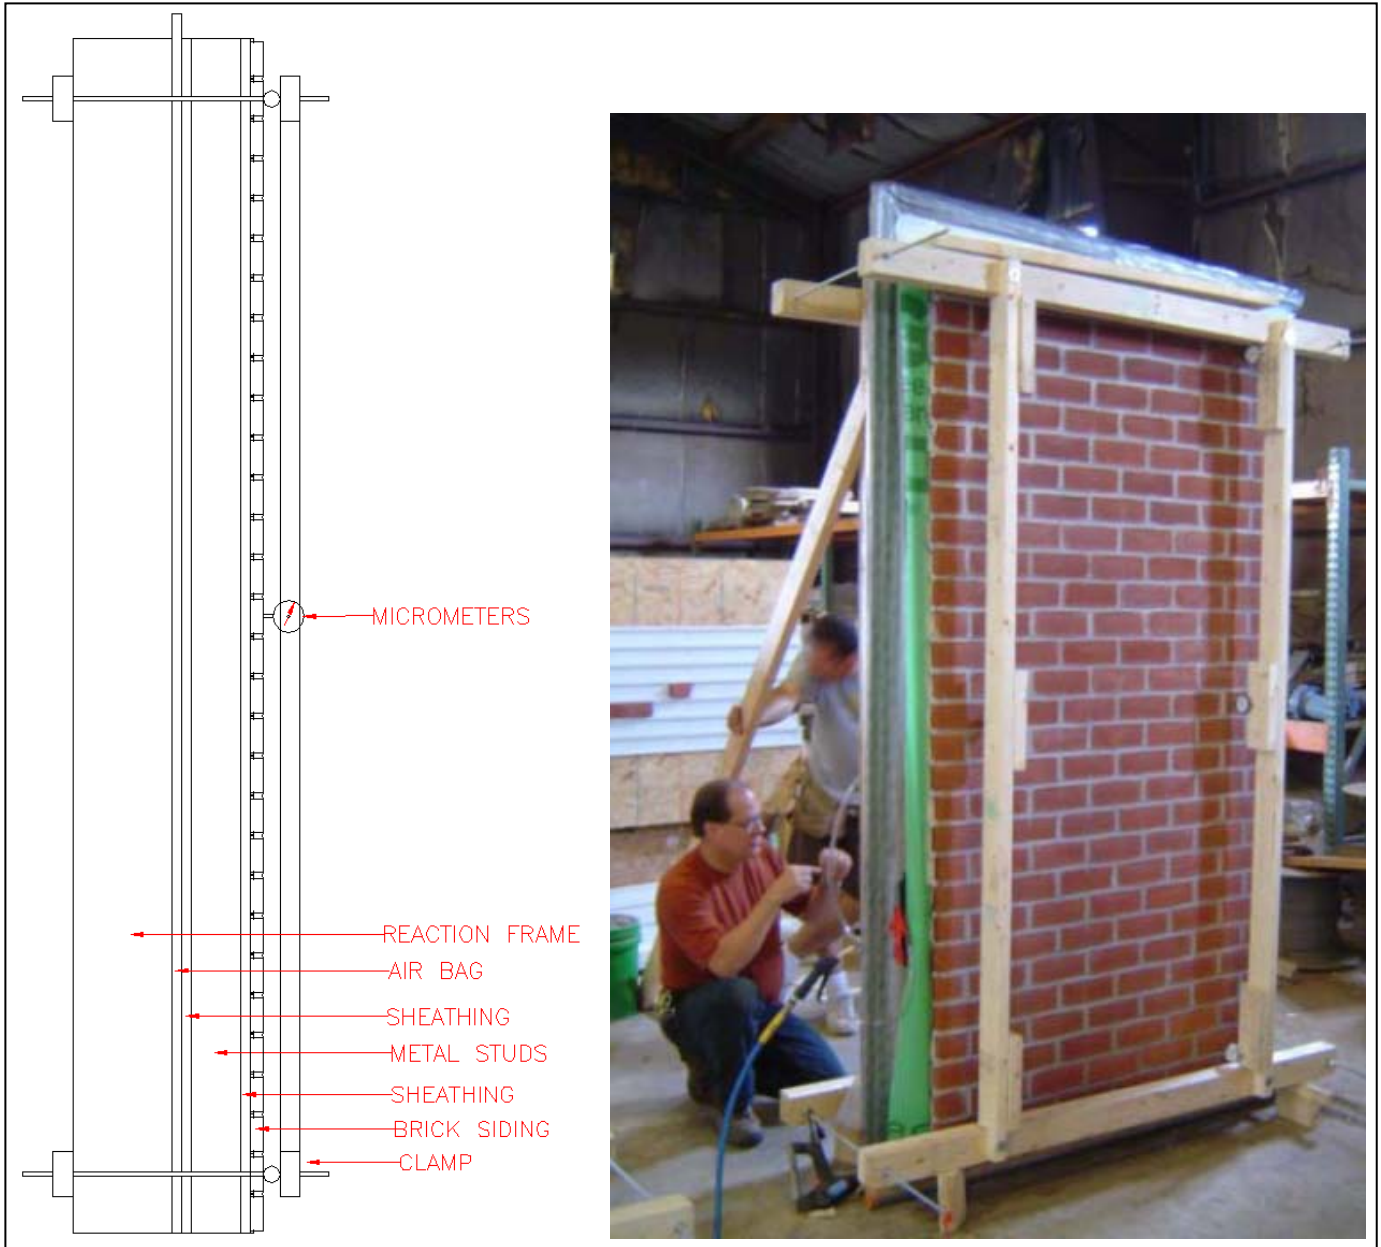 MICROMETERS
REACTION FRAME
AIR BAG
SHEATHING
METAL STUDS
SHEATHING
BRICK SIDING
CLAMP